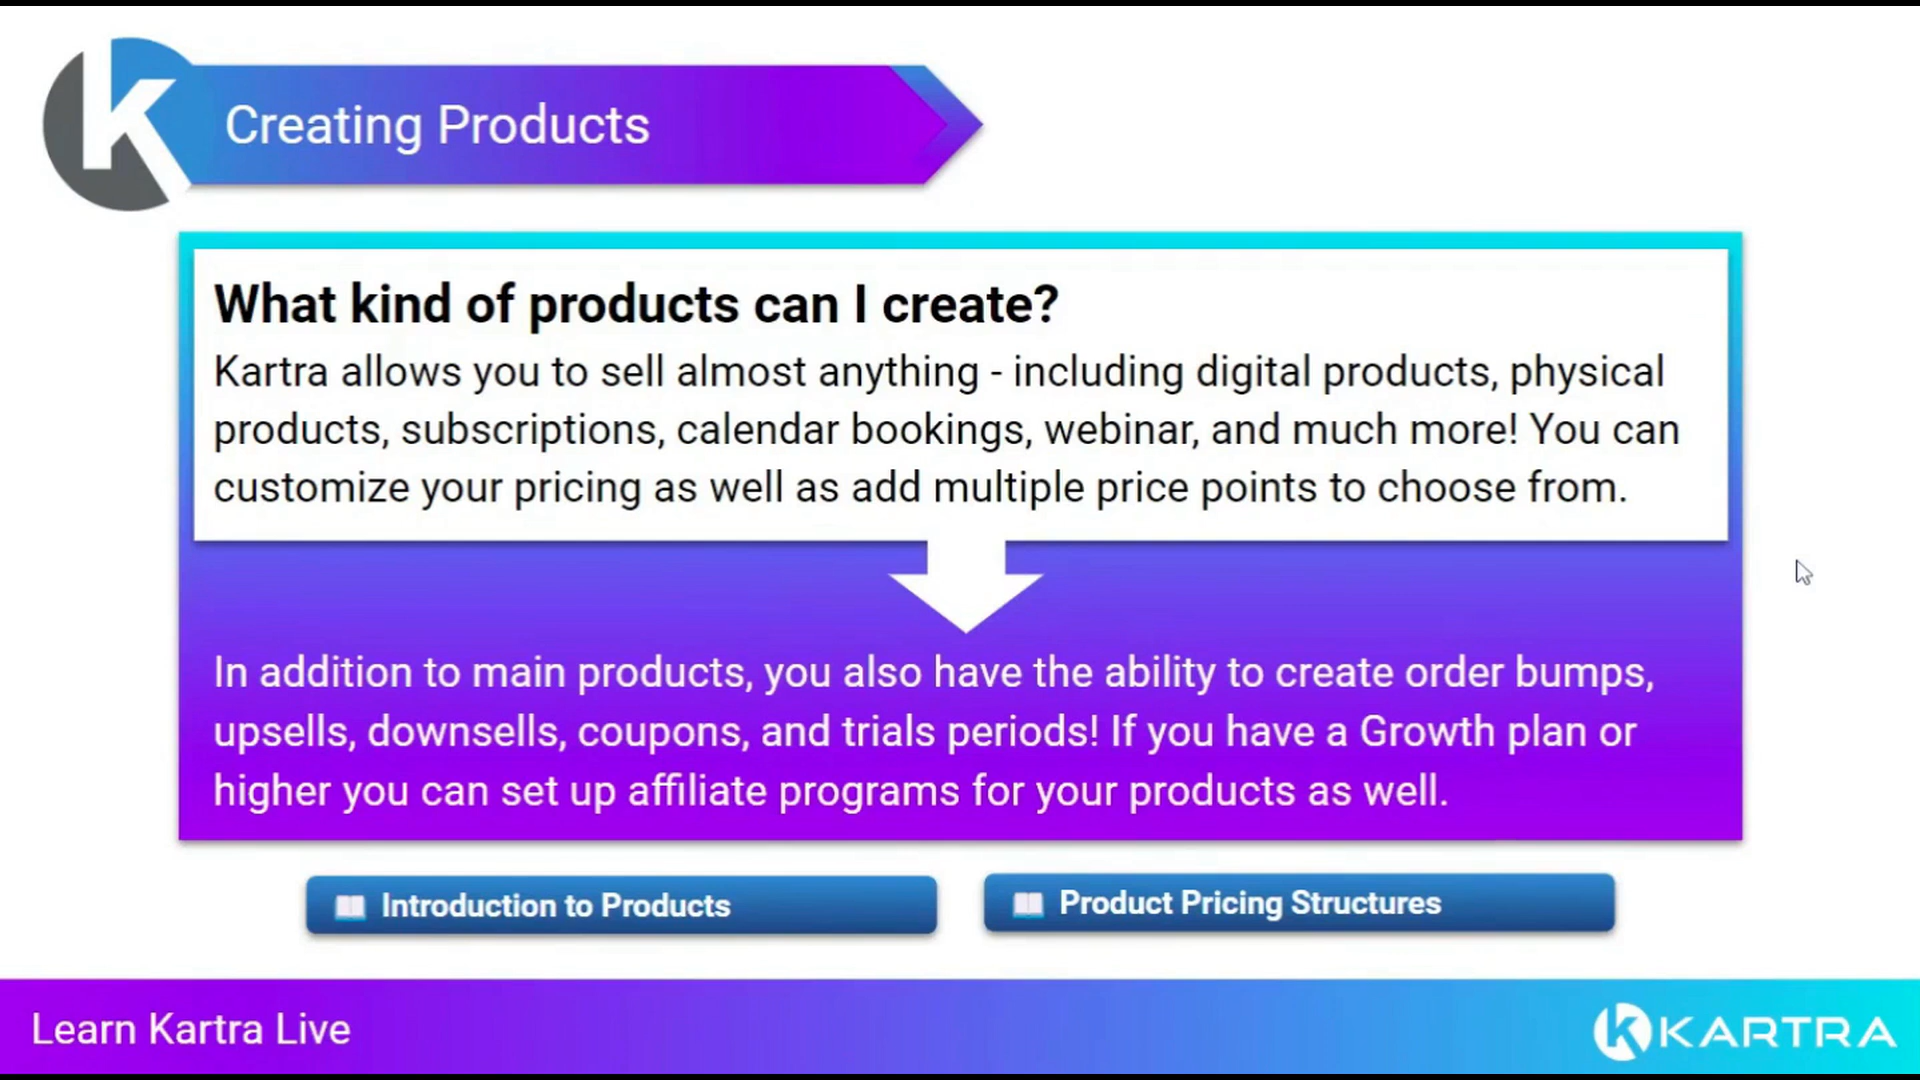 Creating Products
What kind of products can I create?
Kartra allows you to sell almost anything - including digital products, physical
products, subscriptions, calendar bookings, webinar, and much more! You can
customize your pricing as well as add multiple price points to choose from.
In addition to main products, you also have the ability to create order bumps,
upsells, downsells, coupons, and trials periods! If you have a Growth plan or
higher you can set up affiliate programs for your products as well.
Introduction to Products
Product Pricing Structures
Learn Kartra Live
KARTRA